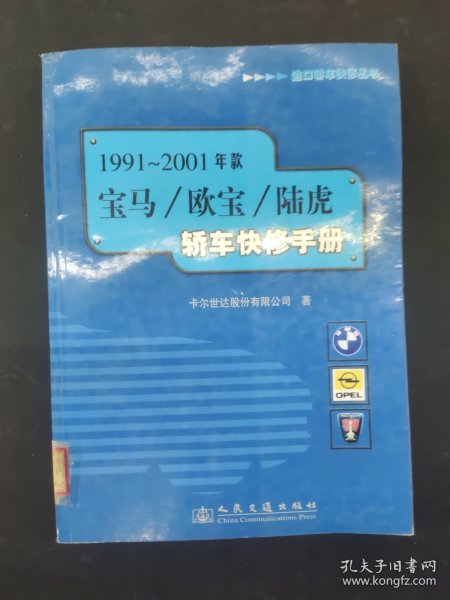 ▶▶▶▶ 进口轿车快修丛书
1991~2001年款
宝马/欧宝/陆虎
轿车快修手册
卡尔世达股份有限公司 著
OPEL
人民交通出版社
China Communications Press
孔夫子旧书网
www.kongfz.com